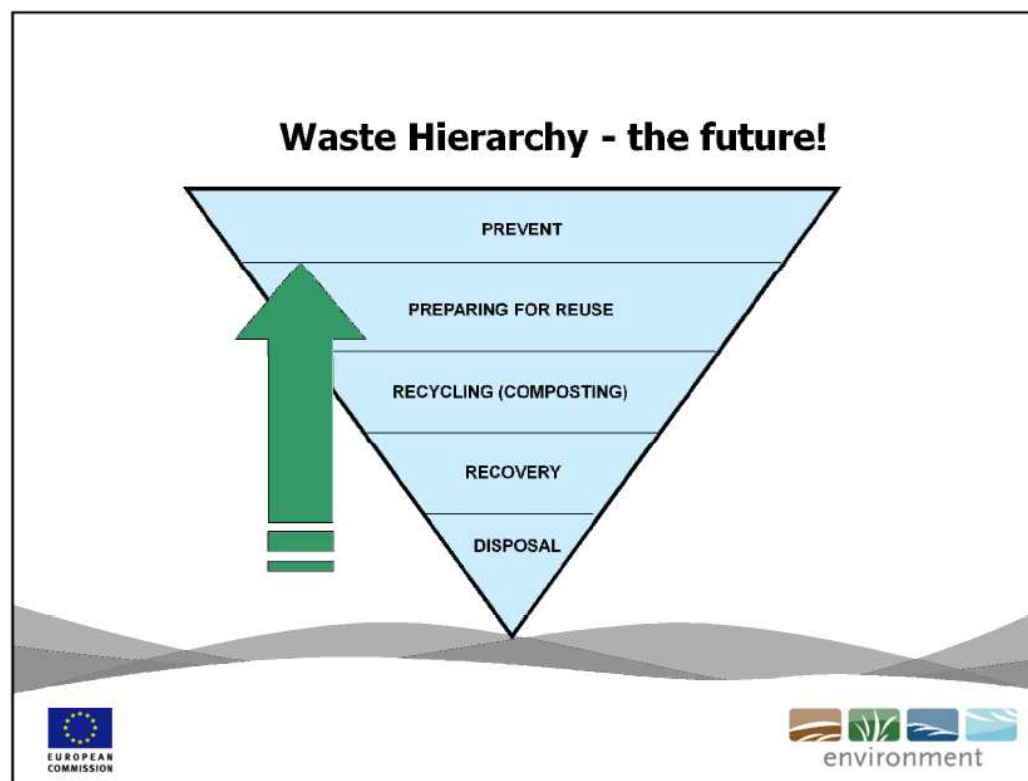 Waste Hierarchy - the future!
PREVENT
PREPARING FOR REUSE
RECYCLING (COMPOSTING)
RECOVERY
DISPOSAL
EUROPEAN
COMMISSION
environment